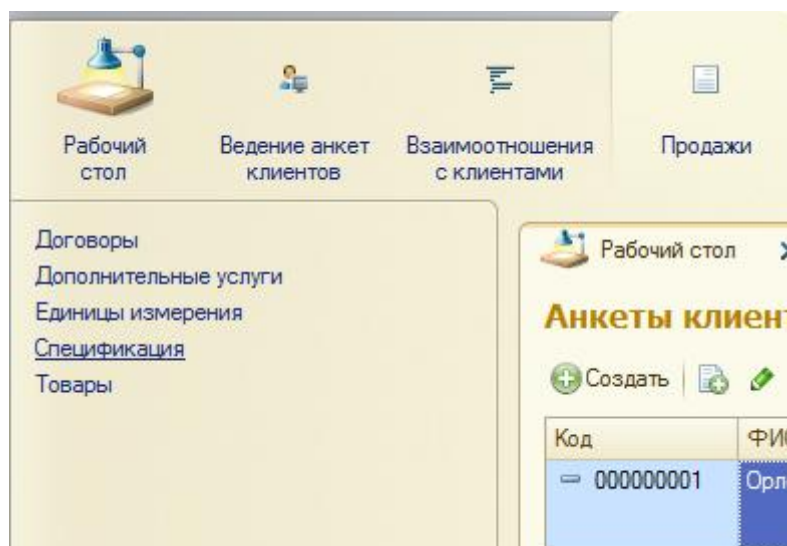 Рабочий стол
Ведение анкет клиентов
Взаимоотношения с клиентами
Продажи
Договоры
Дополнительные услуги
Единицы измерения
Спецификация
Товары
Рабочий стол
Анкеты
Создать
Код
000000001